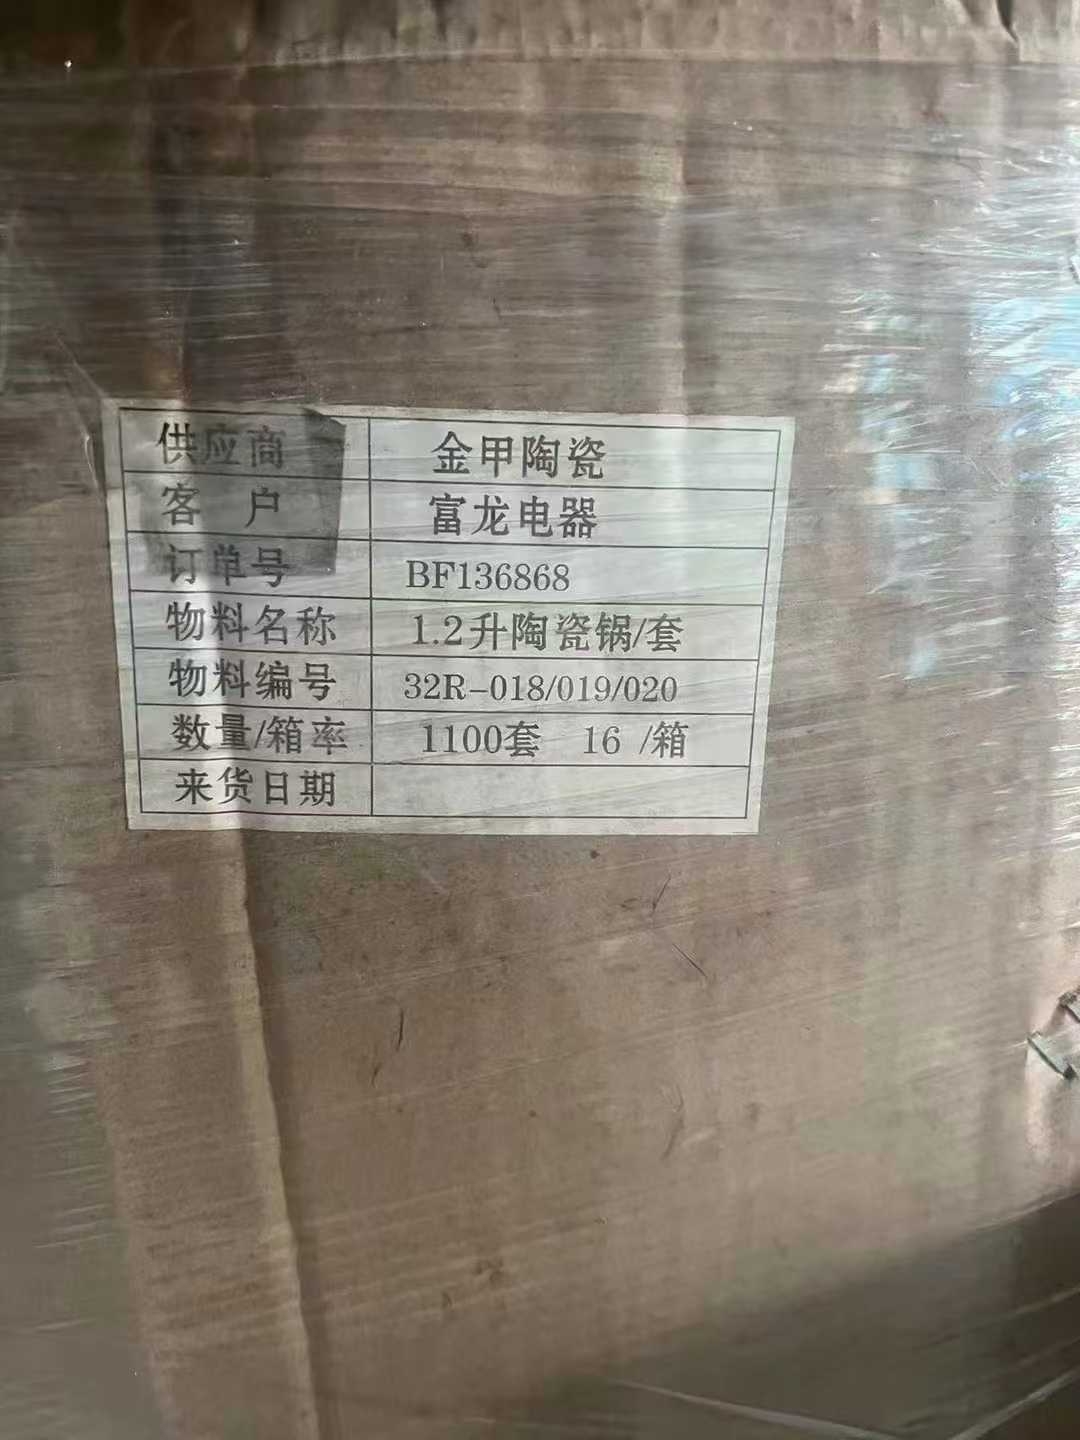 供应商 金甲陶瓷
客 户 富龙电器
订单号 BF136868
物料名称 1.2升陶瓷锅/套
物料编号 32R-018/019/020
数量/箱率 1100套 16 /箱
来货日期